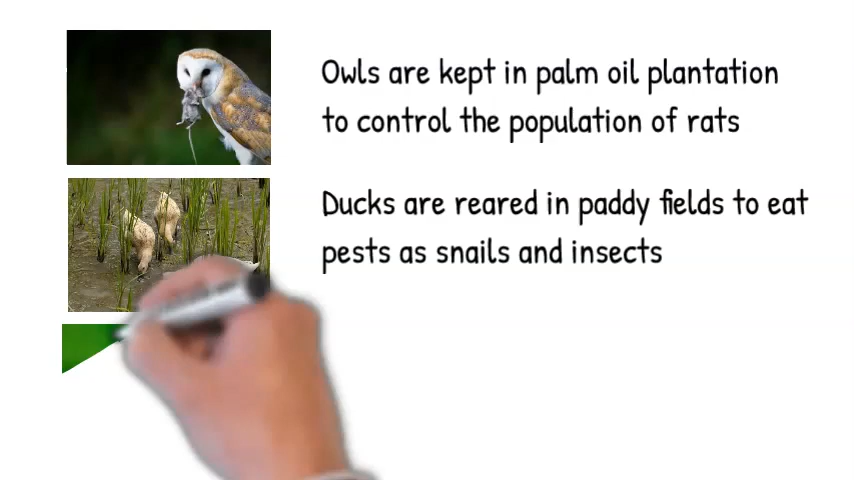 Owls are kept in palm oil plantation
to control the population of rats
Ducks are reared in paddy fields to eat
pests as snails and insects